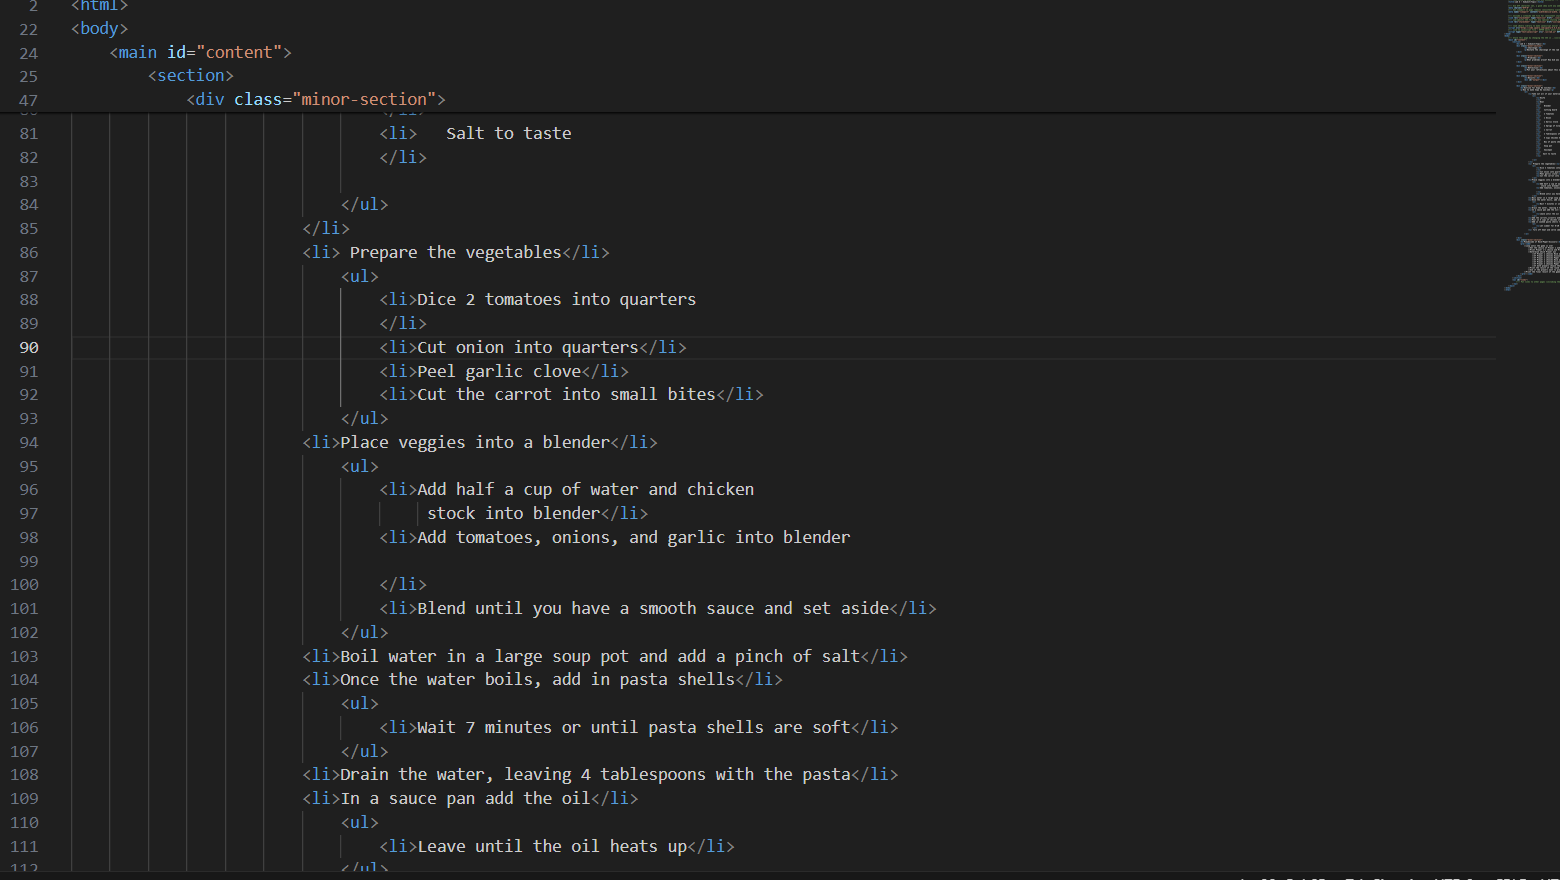 2 <html>
22 <body>
24 <main id="content">
25 <section>
47 <div class="minor-section">
81 <li> Salt to taste
82 </li>
83
84 </ul>
85 </li>
86 <li> Prepare the vegetables</li>
87 <ul>
88 <li>Dice 2 tomatoes into quarters
89 </li>
90 <li>Cut onion into quarters</li>
91 <li>Peel garlic clove</li>
92 <li>Cut the carrot into small bites</li>
93 </ul>
94 <li>Place veggies into a blender</li>
95 <ul>
96 <li>Add half a cup of water and chicken
97 stock into blender</li>
98 <li>Add tomatoes, onions, and garlic into blender
99
100 </li>
101 <li>Blend until you have a smooth sauce and set aside</li>
102 </ul>
103 <li>Boil water in a large soup pot and add a pinch of salt</li>
104 <li>Once the water boils, add in pasta shells</li>
105 <ul>
106 <li>Wait 7 minutes or until pasta shells are soft</li>
107 </ul>
108 <li>Drain the water, leaving 4 tablespoons with the pasta</li>
109 <li>In a sauce pan add the oil</li>
110 <ul>
111 <li>Leave until the oil heats up</li>
112 </ul>